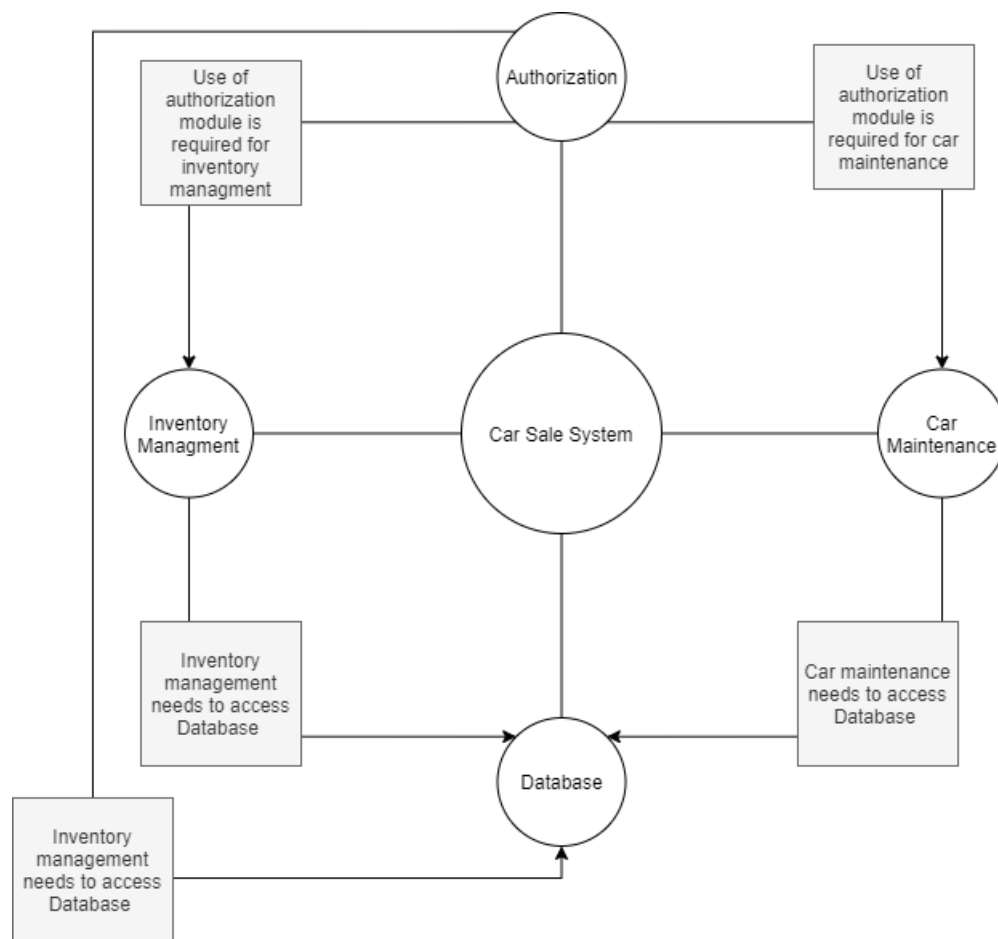 Authorization
Use of
authorization
module is
required for
inventory
managment
Use of
authorization
module is
required for car
maintenance
Inventory
Managment
Car Sale System
Car
Maintenance
Inventory
management
needs to access
Database
Car maintenance
needs to access
Database
Database
Inventory
management
needs to access
Database